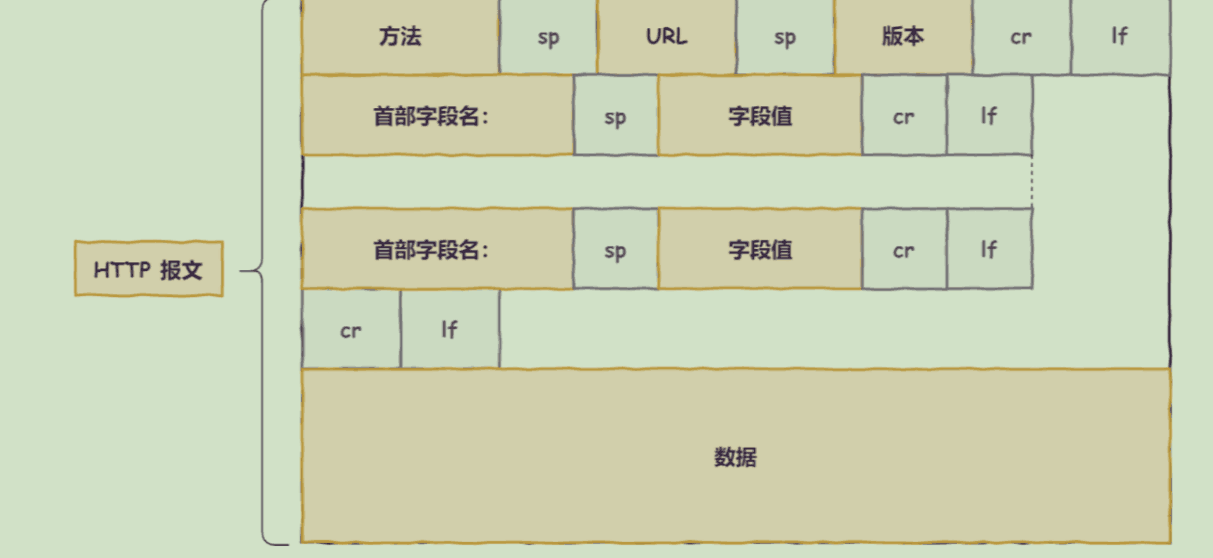 方法 sp URL sp 版本 cr lf
首部字段名: sp 字段值 cr lf
首部字段名: sp 字段值 cr lf
HTTP 报文
cr lf
数据